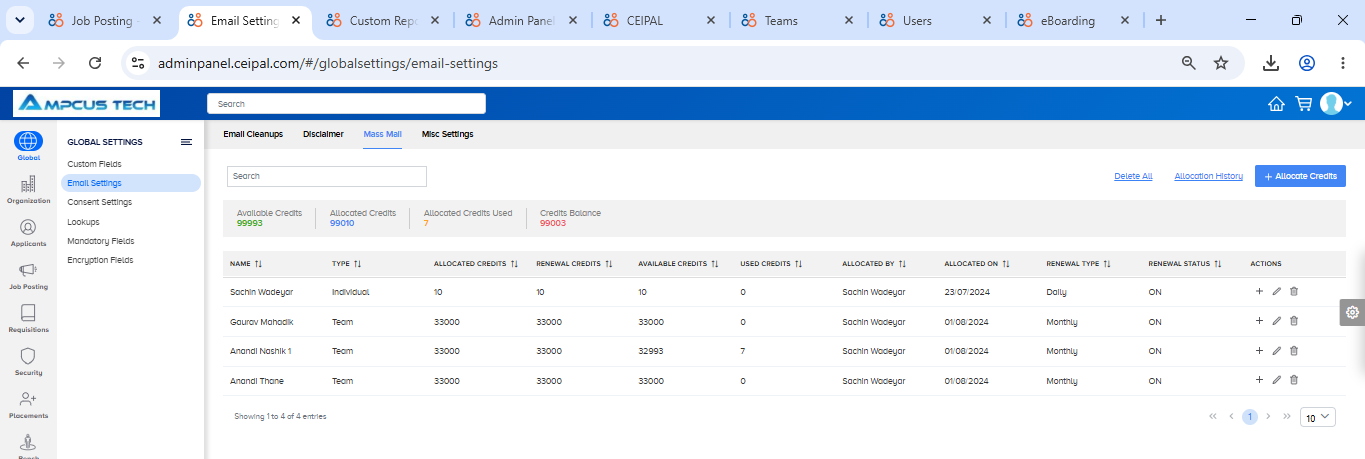 Job Posting -
Email Setting
Custom Repo
Admin Panel
CEIPAL
Teams
Users
eBoarding
adminpanel.ceipal.com/#/globalsettings/email-settings
AMPCUS TECH
Search
Global
Organization
Applicants
Job Posting
Requisitions
Security
Placements
Bench
GLOBAL SETTINGS
Custom Fields
Email Settings
Consent Settings
Lookups
Mandatory Fields
Encryption Fields
Email Cleanups Disclaimer Mass Mail Misc Settings
Search
Delete All Allocation History + Allocate Credits
Available Credits Allocated Credits Allocated Credits Used Credits Balance
99993 99010 7 99003
NAME TYPE ALLOCATED CREDITS RENEWAL CREDITS AVAILABLE CREDITS USED CREDITS ALLOCATED BY ALLOCATED ON RENEWAL TYPE RENEWAL STATUS ACTIONS
Sachin Wadeyar Individual 10 10 10 0 Sachin Wadeyar 23/07/2024 Daily ON
Gaurav Mahadik Team 33000 33000 33000 0 Sachin Wadeyar 01/08/2024 Monthly ON
Anandi Nashik 1 Team 33000 33000 32993 7 Sachin Wadeyar 01/08/2024 Monthly ON
Anandi Thane Team 33000 33000 33000 0 Sachin Wadeyar 01/08/2024 Monthly ON
Showing 1 to 4 of 4 entries
1
10